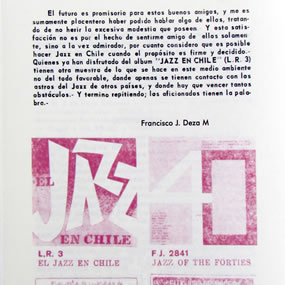 El futuro es promisorio para estos buenos amigos, y me es
sumamente placentero haber podido hablar algo de ellos, tratan-
do de no herir la excesiva modestia que poseen. Y esto satis-
facción no es por el hecho de sentirme amigo de ellos solamen-
te, sino a la vez admirador, por cuanto considero que es posible
hacer Jazz en Chile cuando el propósito es firme y decidido.-
Quienes ya han disfrutado del álbum "JAZZ EN CHILE" (L.R. 3)
tienen otra muestra de lo que se hace en este medio ambiente
no del todo favorable, donde apenas se tienen contacto con las
astros del Jazz de otros países, y donde hay que vencer tantos
obstáculos.- Y termino repitiendo; los aficionados tienen la pala-
bra.-
Francisco J. Deza M
EL
JAZZ
EN CHILE
L.R. 3
EL JAZZ EN CHILE
40
F J. 2841
JAZZ OF THE FORTIES